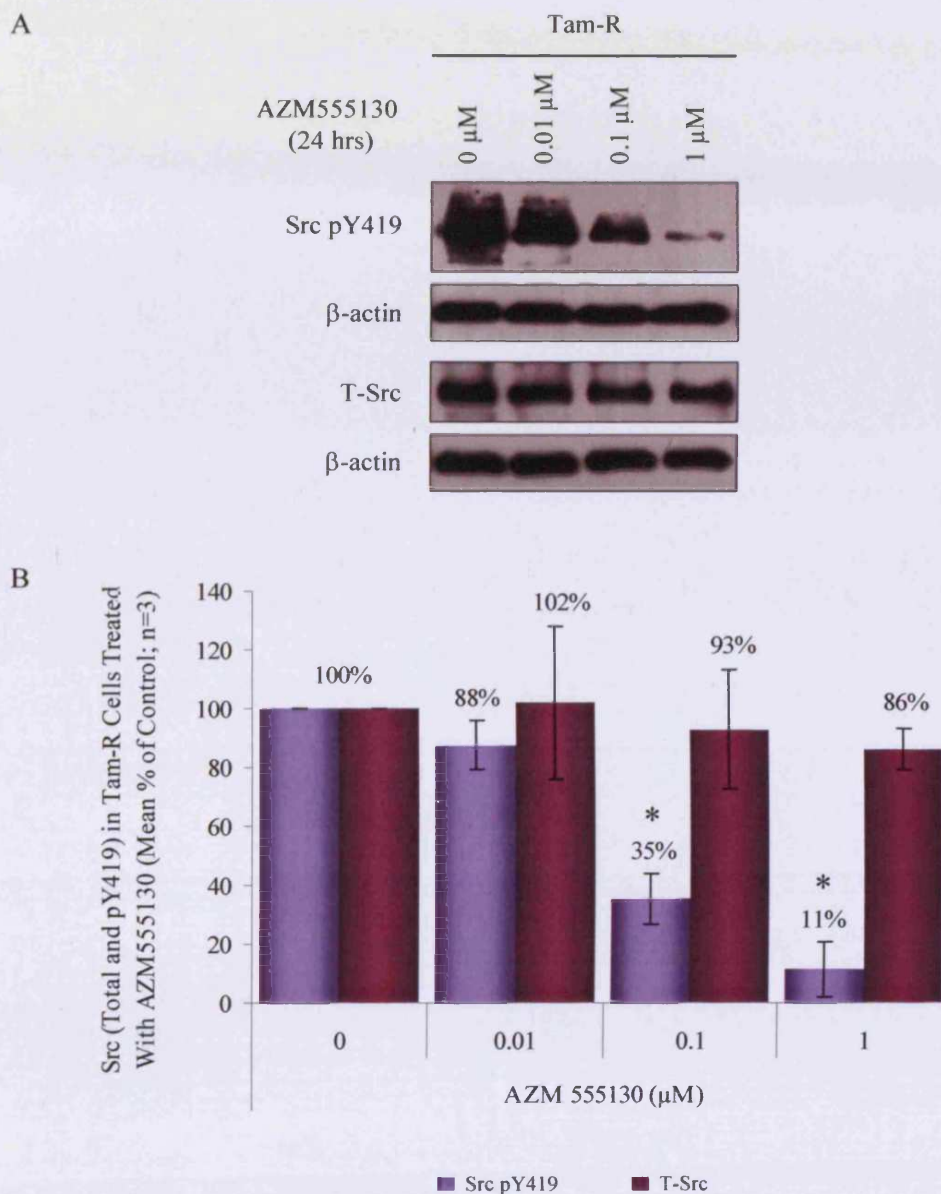 A
Tam-R
AZM555130
(24 hrs)
0 µM
0.01 µM
0.1 µM
1 µM
Src pY419
β-actin
T-Src
β-actin
B
Src (Total and pY419) in Tam-R Cells Treated
With AZM555130 (Mean % of Control; n=3)
140
120
100
80
60
40
20
0
100%
88%
102%
*
35%
93%
*
11%
86%
0
0.01
0.1
1
AZM 555130 (µM)
Src pY419
T-Src